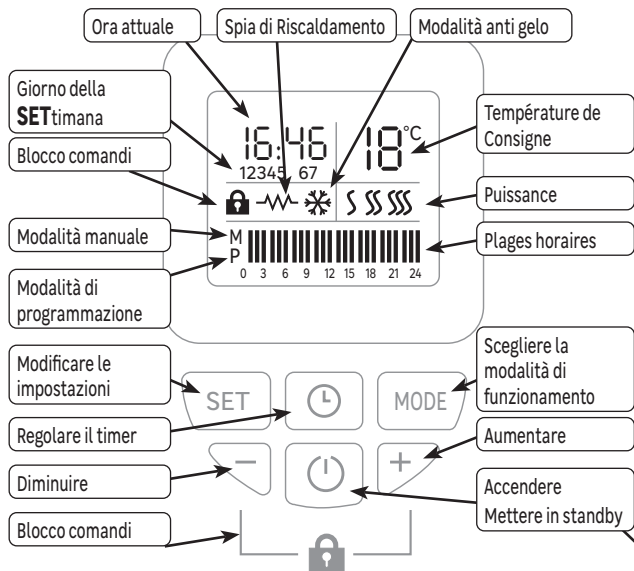 Ora attuale
Spia di Riscaldamento
Modalità anti gelo
Giorno della
SETtimana
Blocco comandi
Modalità manuale
Modalità di
programmazione
16:46
18°C
12345 67
M
P
0 3 6 9 12 15 18 21 24
Température de
Consigne
Puissance
Plages horaires
Modificare le
impostazioni
Regolare il timer
Diminuire
Blocco comandi
SET
MODE
−
+
Scegliere la
modalità di
funzionamento
Aumentare
Accendere
Mettere in standby